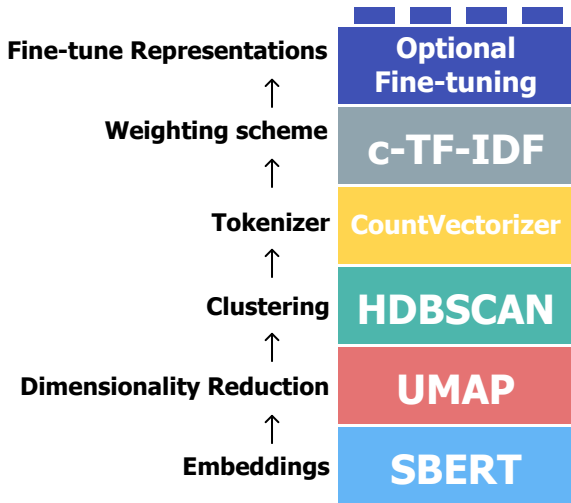 Fine-tune Representations
Optional
Fine-tuning
Weighting scheme
c-TF-IDF
Tokenizer
CountVectorizer
Clustering
HDBSCAN
Dimensionality Reduction
UMAP
Embeddings
SBERT